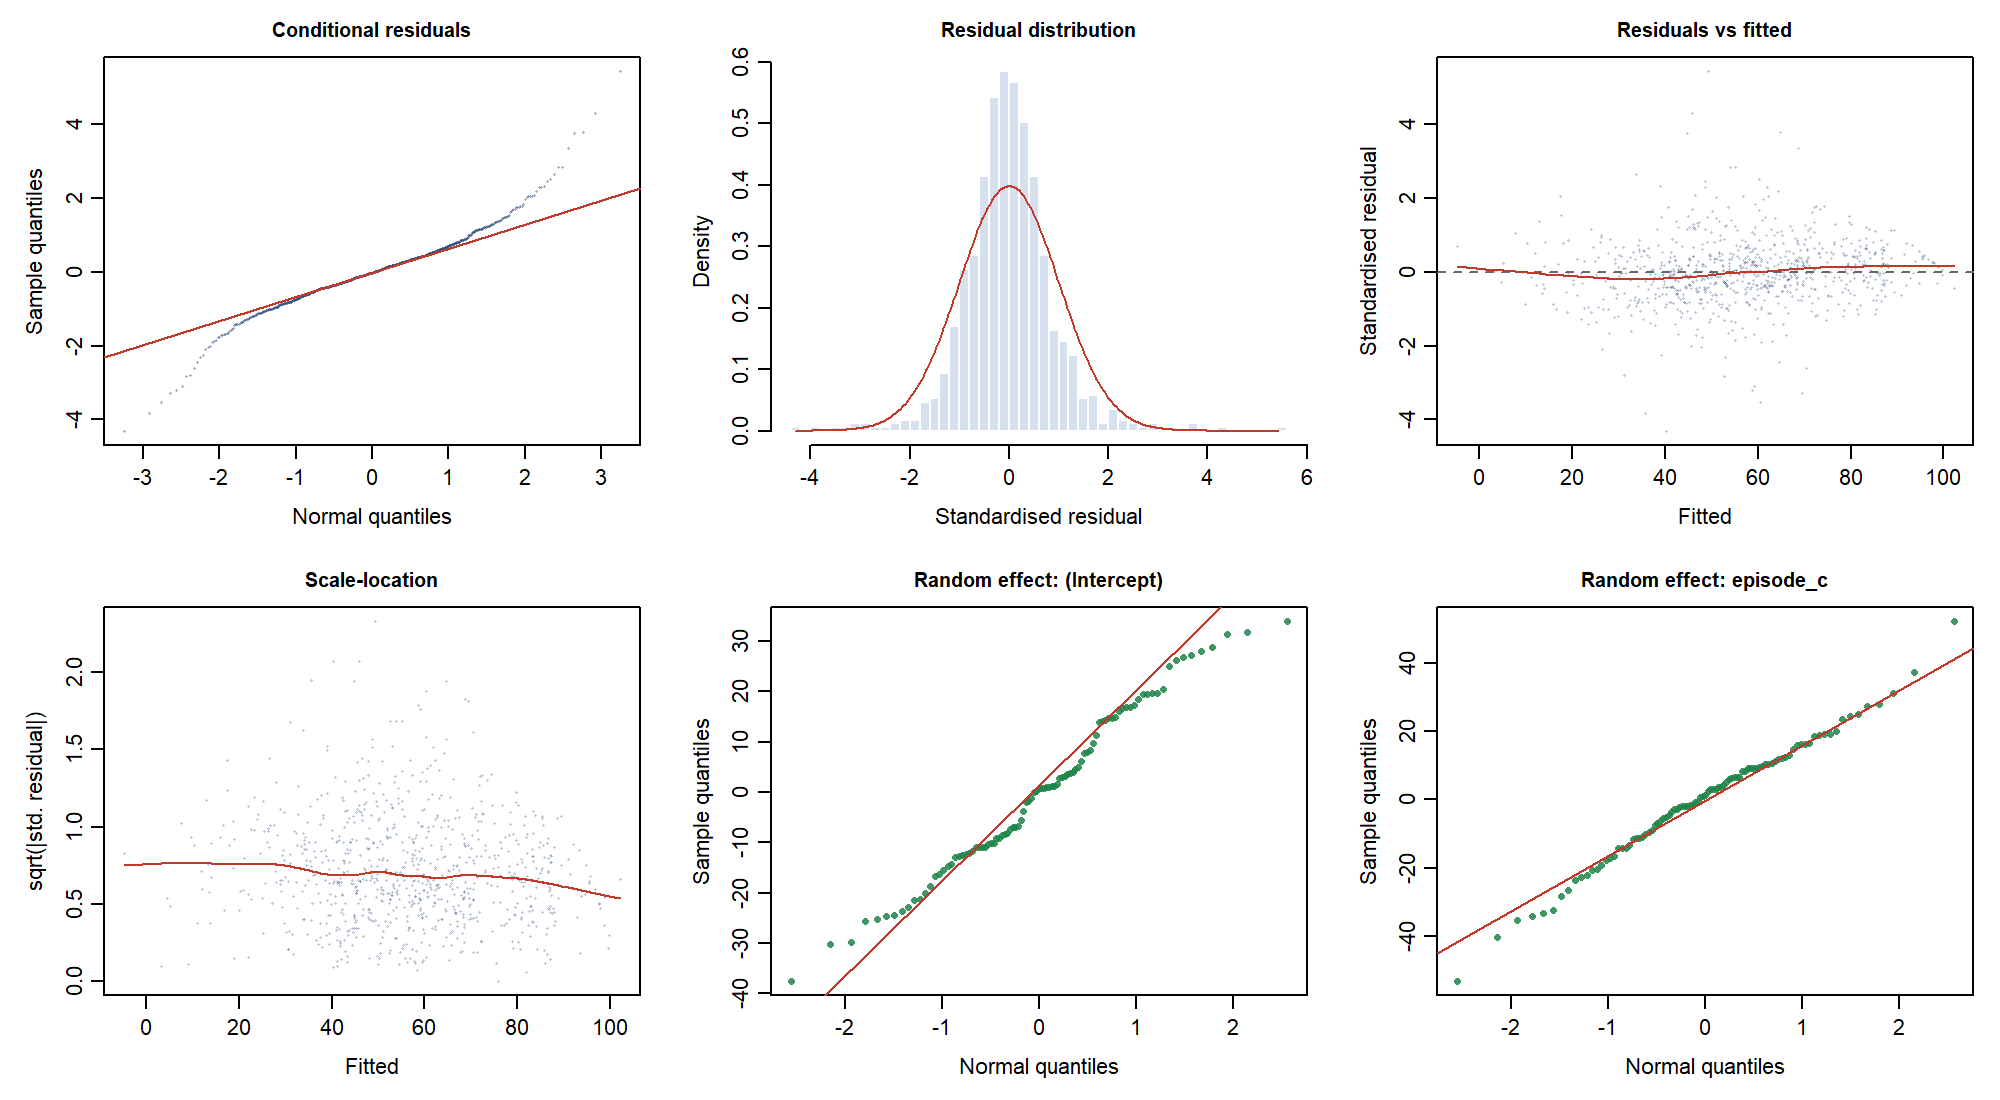 Conditional residuals
Sample quantiles
4
2
0
-2
-4
-3 -2 -1 0 1 2 3
Normal quantiles
Residual distribution
Density
0.6
0.5
0.4
0.3
0.2
0.1
0.0
-4 -2 0 2 4 6
Standardised residual
Residuals vs fitted
Standardised residual
4
2
0
-2
-4
0 20 40 60 80 100
Fitted
Scale-location
sqrt(|std. residual|)
2.0
1.5
1.0
0.5
0.0
0 20 40 60 80 100
Fitted
Random effect: (Intercept)
Sample quantiles
30
20
10
0
-10
-20
-30
-40
-2 -1 0 1 2
Normal quantiles
Random effect: episode_c
Sample quantiles
40
20
0
-20
-40
-2 -1 0 1 2
Normal quantiles